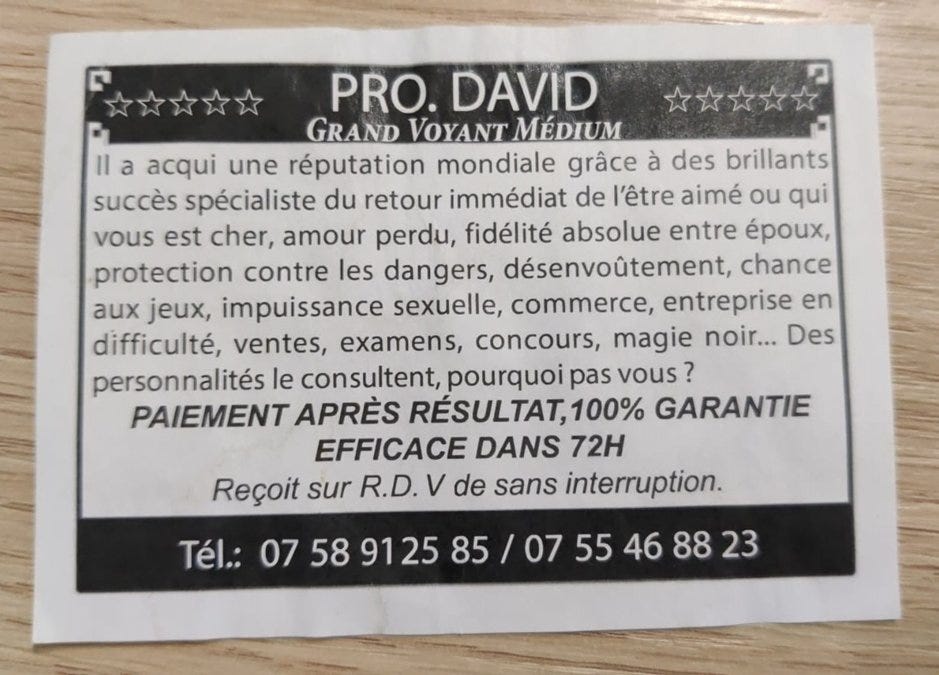 ☆☆☆☆☆ PRO. DAVID ☆☆☆☆☆
GRAND VOYANT MÉDIUM
Il a acqui une réputation mondiale grâce à des brillants
succès spécialiste du retour immédiat de l'être aimé ou qui
vous est cher, amour perdu, fidélité absolue entre époux,
protection contre les dangers, désenvoûtement, chance
aux jeux, impuissance sexuelle, commerce, entreprise en
difficulté, ventes, examens, concours, magie noir... Des
personnalités le consultent, pourquoi pas vous ?
PAIEMENT APRÈS RÉSULTAT,100% GARANTIE
EFFICACE DANS 72H
Reçoit sur R.D. V de sans interruption.
Tél.: 07 58 9125 85 / 07 55 46 88 23